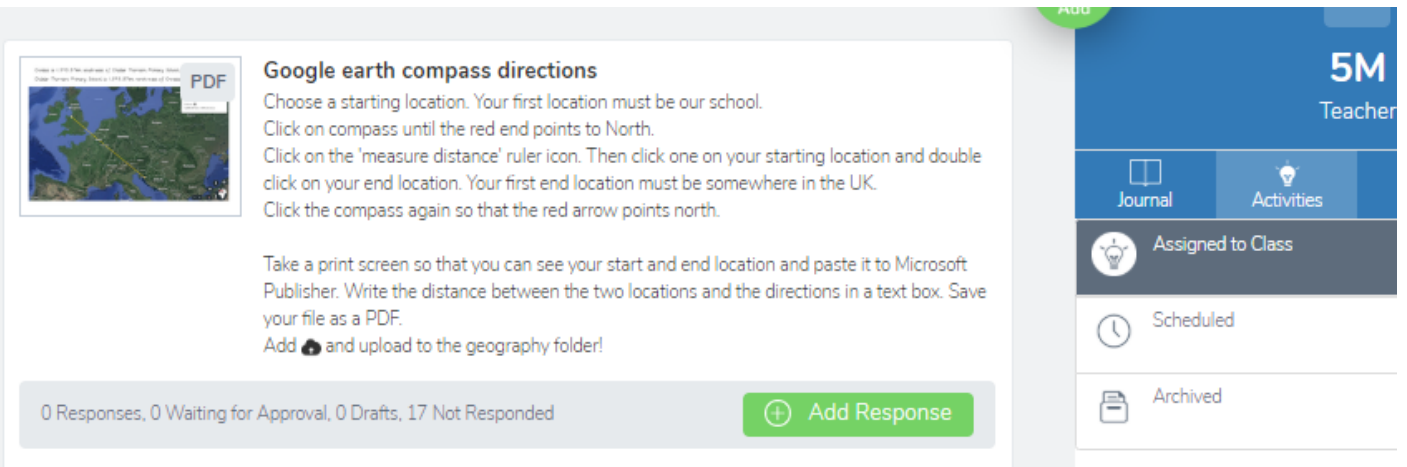 Add
PDF
Google earth compass directions
Choose a starting location. Your first location must be our school.
Click on compass until the red end points to North.
Click on the 'measure distance' ruler icon. Then click one on your starting location and double
click on your end location. Your first end location must be somewhere in the UK.
Click the compass again so that the red arrow points north.
Take a print screen so that you can see your start and end location and paste it to Microsoft
Publisher. Write the distance between the two locations and the directions in a text box. Save
your file as a PDF.
Add and upload to the geography folder!
0 Responses, 0 Waiting for Approval, 0 Drafts, 17 Not Responded
Add Response
5M
Teacher
Journal
Activities
Assigned to Class
Scheduled
Archived